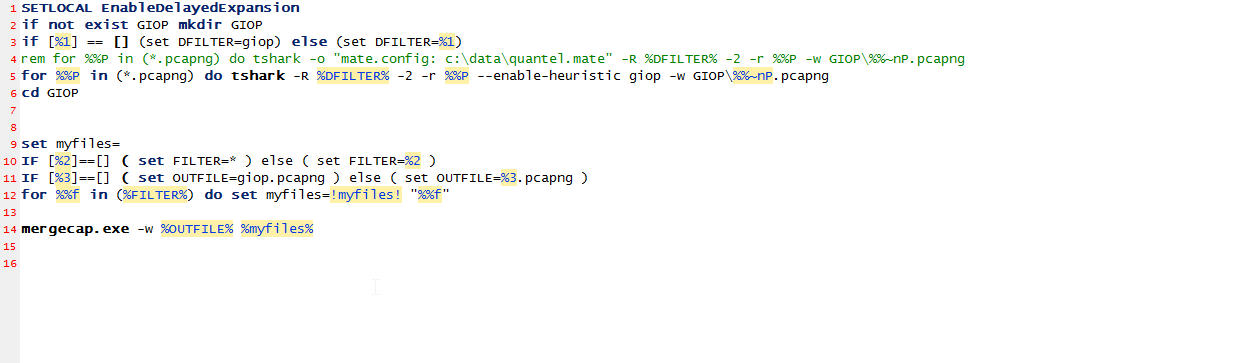 1 SETLOCAL EnableDelayedExpansion
2 if not exist GIOP mkdir GIOP
3 if [%1] == [] (set DFILTER=giop) else (set DFILTER=%1)
4 rem for %%P in (*.pcapng) do tshark -o "mate.config: c:\data\quantel.mate" -R %DFILTER% -2 -r %%P -w GIOP\%%~nP.pcapng
5 for %%P in (*.pcapng) do tshark -R %DFILTER% -2 -r %%P --enable-heuristic giop -w GIOP\%%~nP.pcapng
6 cd GIOP
7
8
9 set myfiles=
10 IF [%2]==[] ( set FILTER=* ) else ( set FILTER=%2 )
11 IF [%3]==[] ( set OUTFILE=giop.pcapng ) else ( set OUTFILE=%3.pcapng )
12 for %%f in (%FILTER%) do set myfiles=!myfiles! "%%f"
13
14 mergecap.exe -w %OUTFILE% %myfiles%
15
16